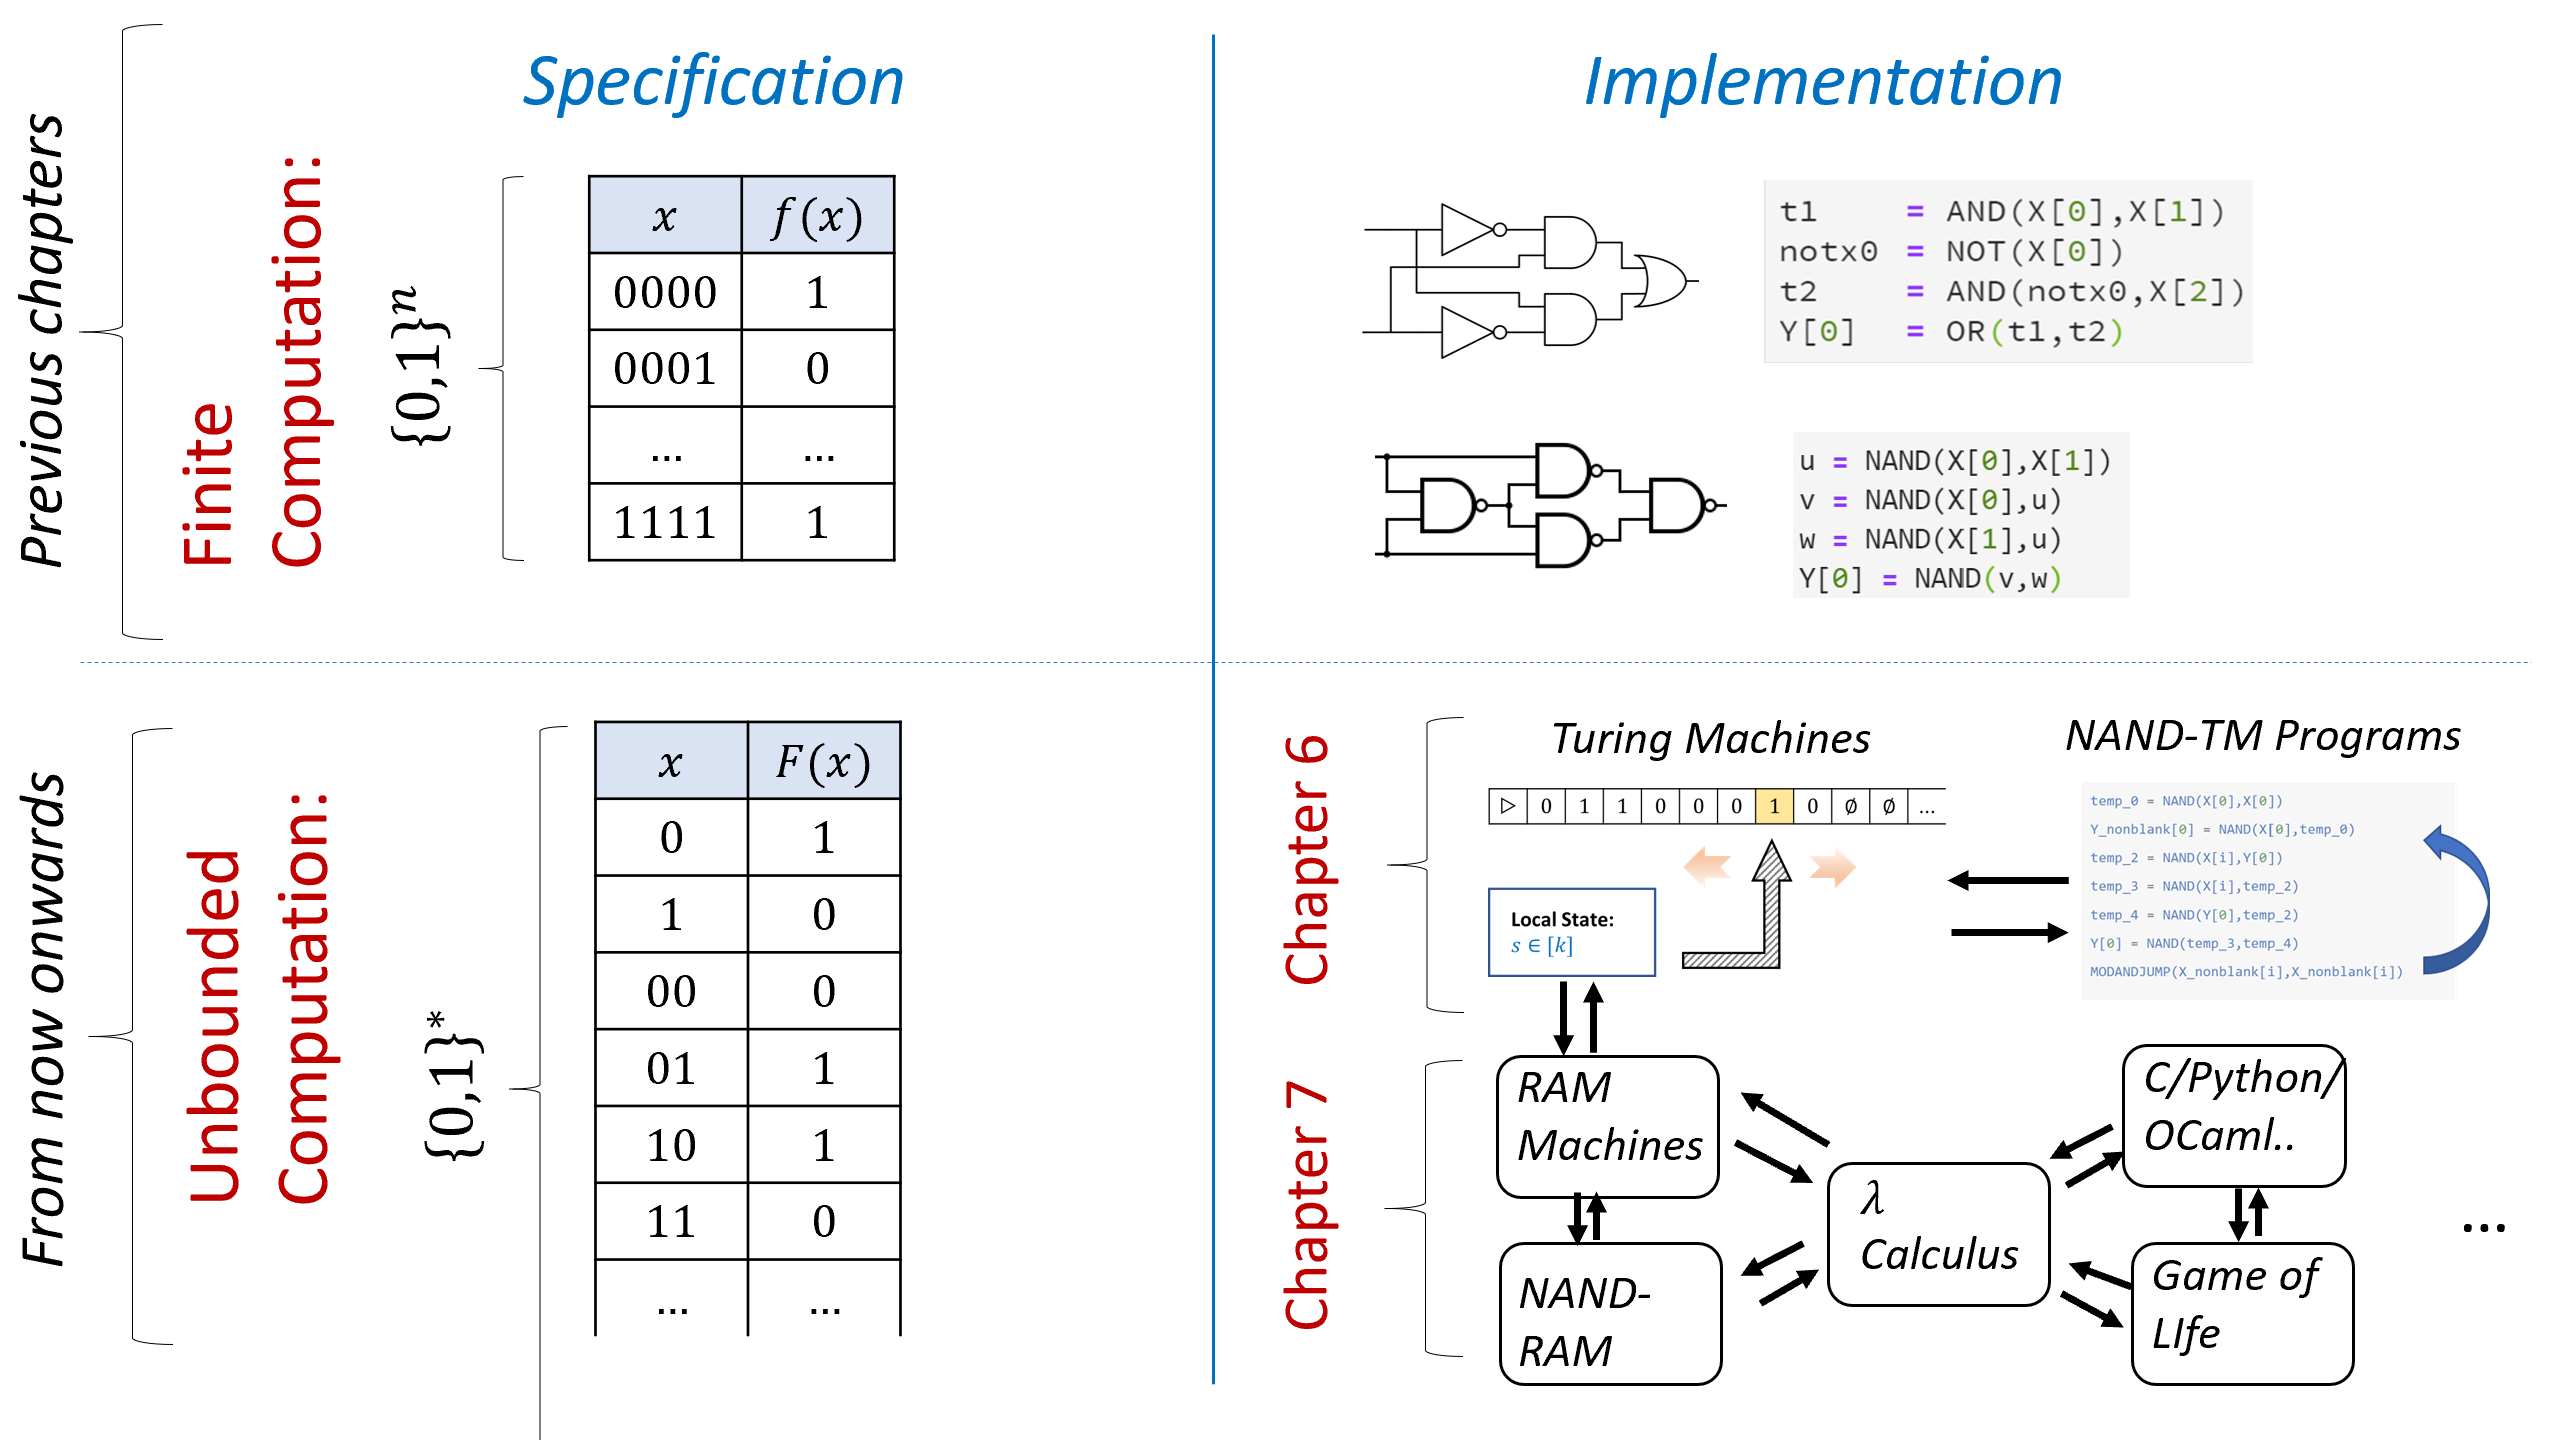 Specification
Implementation
Previous chapters
Finite
Computation:
{0,1}ⁿ
x f(x)
0000 1
0001 0
... ...
1111 1
t1 = AND(X[0],X[1])
notx0 = NOT(X[0])
t2 = AND(notx0,X[2])
Y[0] = OR(t1,t2)
u = NAND(X[0],X[1])
v = NAND(X[0],u)
w = NAND(X[1],u)
Y[0] = NAND(v,w)
From now onwards
Unbounded
Computation:
{0,1}*
x F(x)
0 1
1 0
00 0
01 1
10 1
11 0
... ...
Chapter 6
Turing Machines
▷ 0 1 1 0 0 0 1 0 ∅ ∅ ...
Local State:
s ∈ [k]
NAND-TM Programs
temp_0 = NAND(X[0],X[0])
Y_nonblank[0] = NAND(X[0],temp_0)
temp_2 = NAND(X[i],Y[0])
temp_3 = NAND(X[i],temp_2)
temp_4 = NAND(Y[0],temp_2)
Y[0] = NAND(temp_3,temp_4)
MODANDJUMP(X_nonblank[i],X_nonblank[i])
Chapter 7
RAM
Machines
NAND-
RAM
λ
Calculus
C/Python/
OCaml..
Game of
LIfe
...